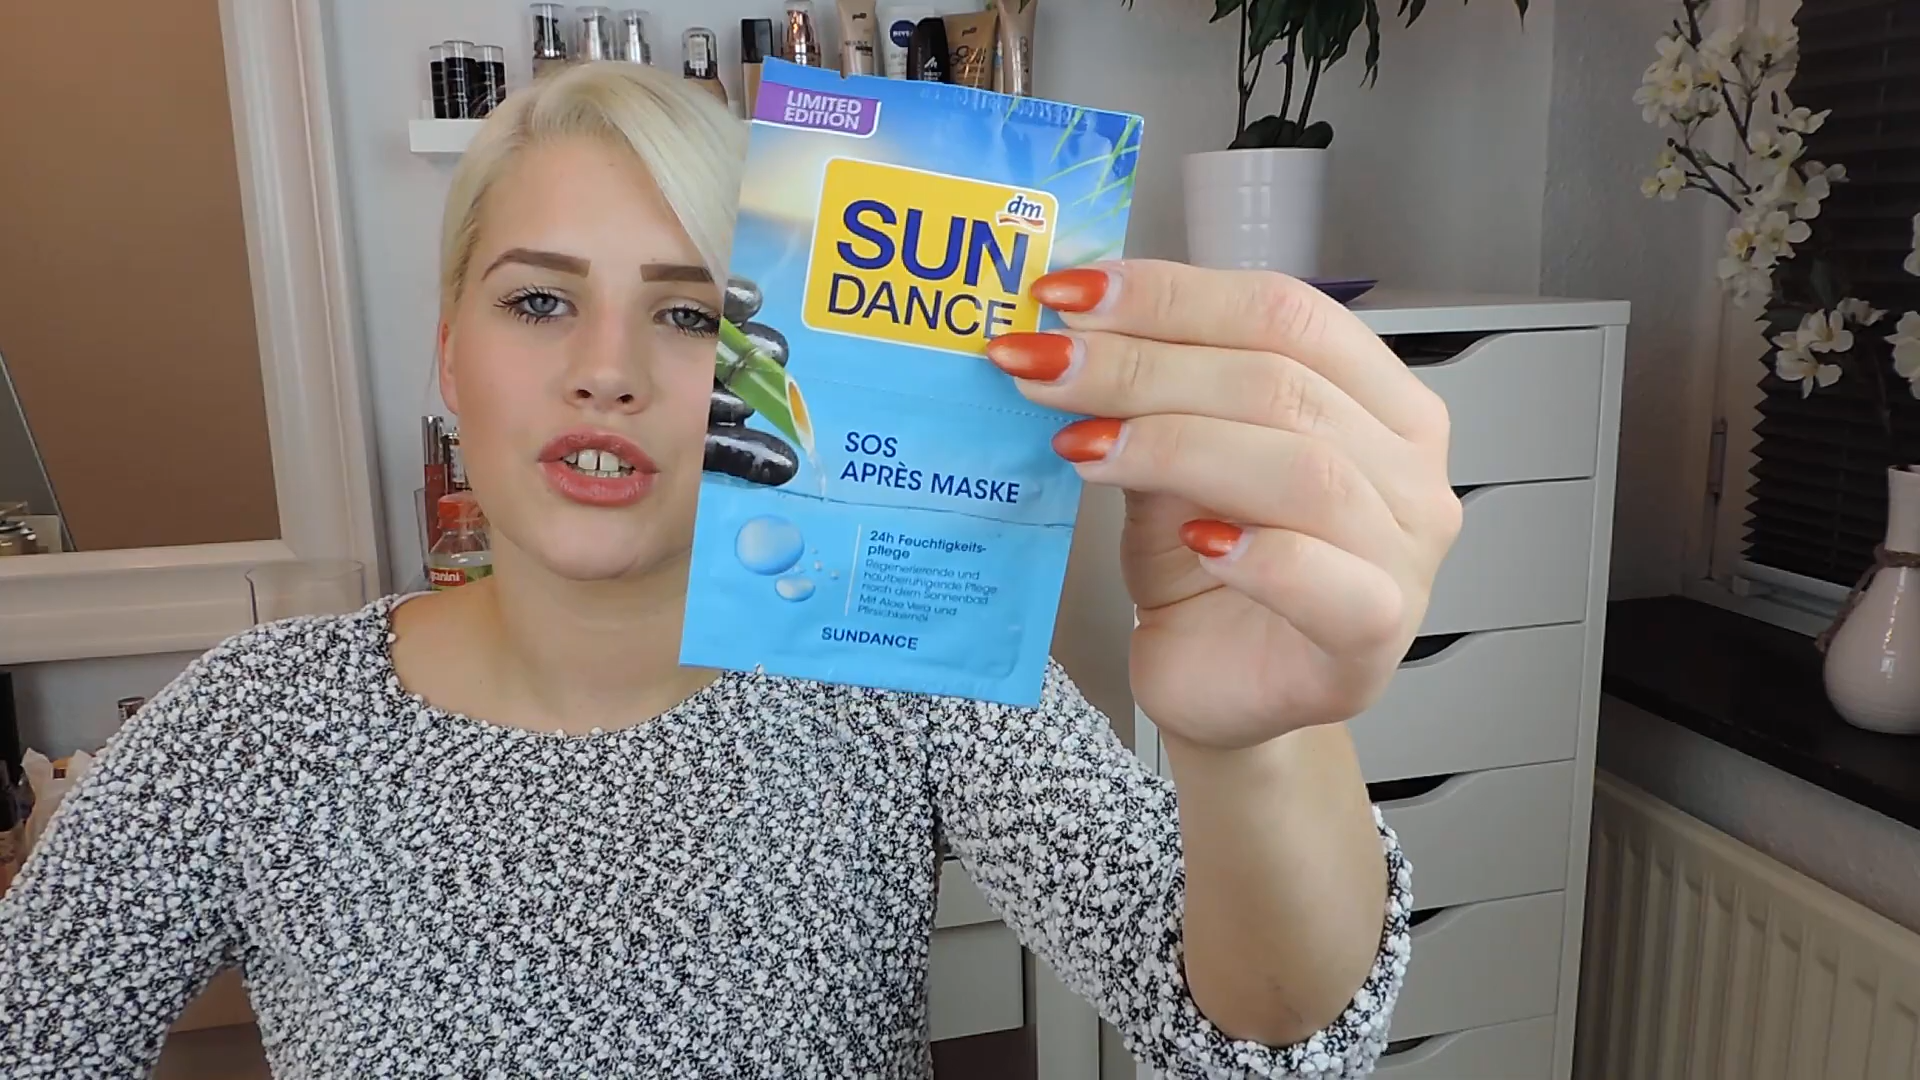 LIMITED
EDITION
dm
SUN
DANCE
SOS
APRÈS MASKE
24h Feuchtigkeits-
pflege
Regenerierende und
hautberuhigende Pflege
nach dem Sonnenbad
Mit Aloe Vera und
Pfirsichkernöl
SUNDANCE
NIVEA